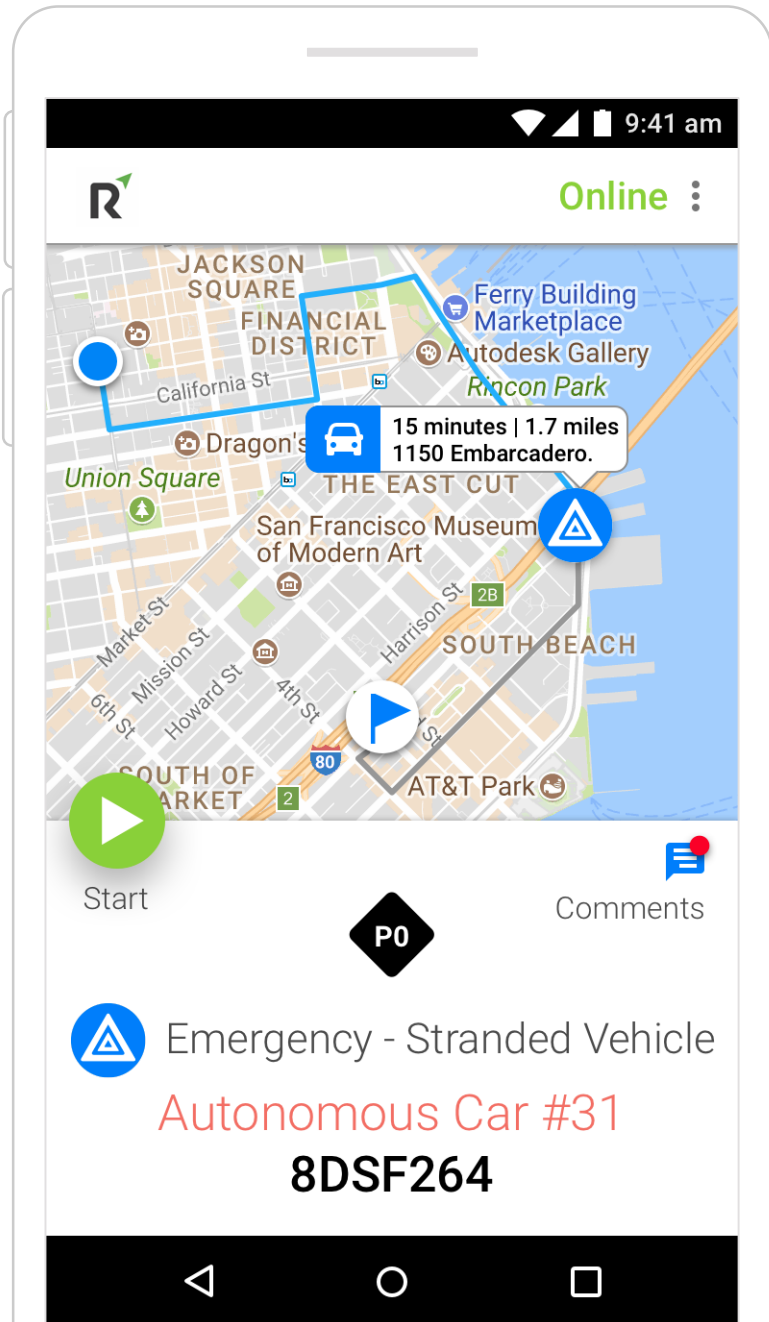 9:41 am
R
Online
JACKSON
SQUARE
Ferry Building
Marketplace
FINANCIAL
DISTRICT
Autodesk Gallery
California St
Rincon Park
15 minutes | 1.7 miles
1150 Embarcadero.
Dragon's
Union Square
THE EAST CUT
San Francisco Museum
of Modern Art
2B
Harrison St
Market St
Mission St
SOUTH BEACH
Howard St
4th St
6th St
St
80
SOUTH OF
MARKET
2
AT&T Park
Start
Comments
P0
Emergency - Stranded Vehicle
Autonomous Car #31
8DSF264